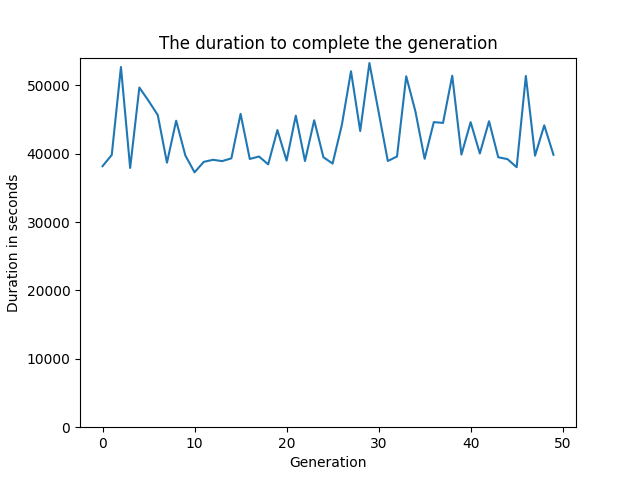 The duration to complete the generation
50000
40000
30000
20000
10000
0
Duration in seconds
0 10 20 30 40 50
Generation